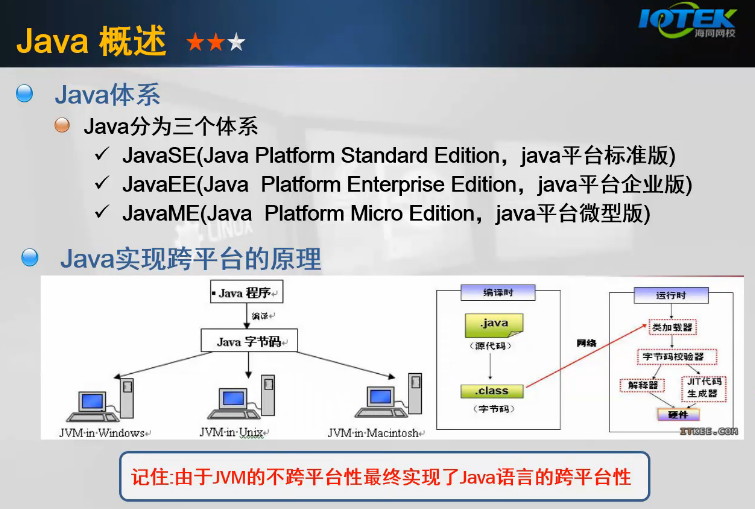 Java 概述
IOTEK
海同网校
Java体系
Java分为三个体系
JavaSE(Java Platform Standard Edition，java平台标准版)
JavaEE(Java Platform Enterprise Edition，java平台企业版)
JavaME(Java Platform Micro Edition，java平台微型版)
LINUX
Java实现跨平台的原理
Java 程序
编译
Java 字节码
JVM·in·Windows
JVM·in·Unix
JVM·in·Macintosh
编译时
.java
(源代码)
.class
(字节码)
网络
运行时
类加载器
字节码校验器
解释器
JIT代码
生成器
硬件
ITEEE.COM
记住:由于JVM的不跨平台性最终实现了Java语言的跨平台性